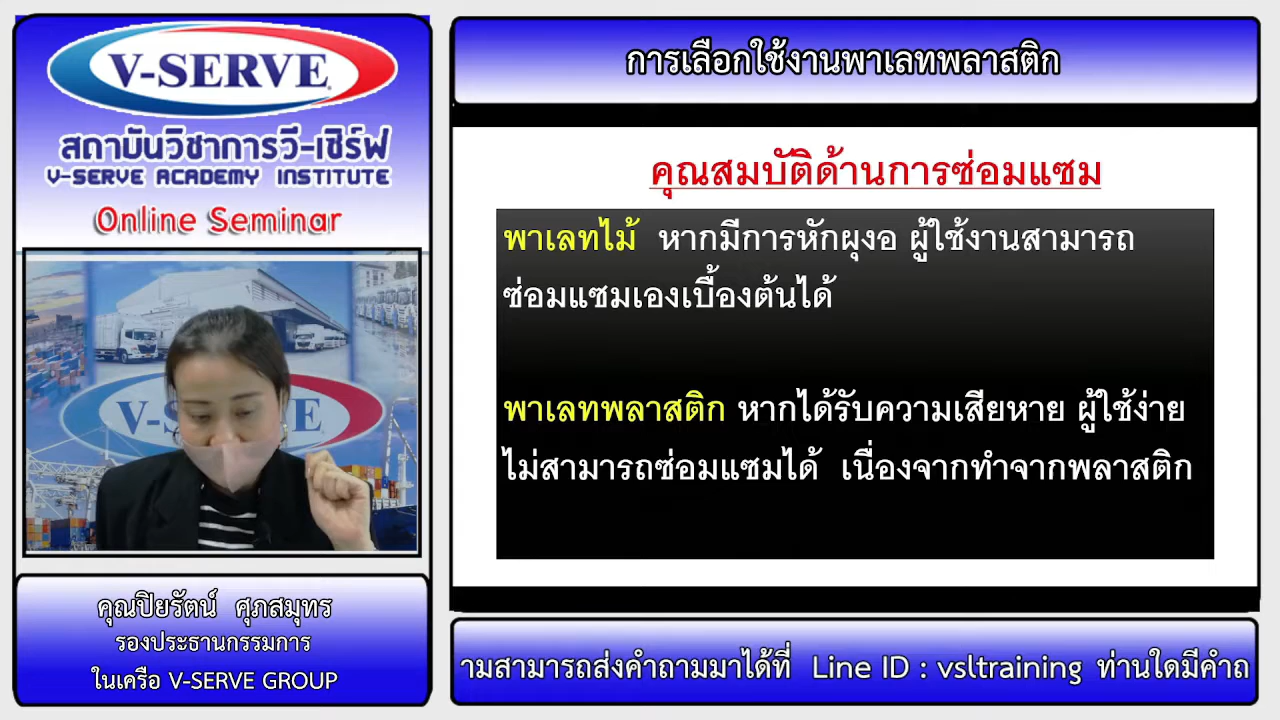 V-SERVE
สถาบันวิชาการวี-เซิร์ฟ
V-SERVE ACADEMY INSTITUTE
Online Seminar
คุณปิยรัตน์ ศุภสมุทร
รองประธานกรรมการ
ในเครือ V-SERVE GROUP
การเลือกใช้งานพาเลทพลาสติก
คุณสมบัติด้านการซ่อมแซม
พาเลทไม้ หากมีการหักผุงอ ผู้ใช้งานสามารถ
ซ่อมแซมเองเบื้องต้นได้
พาเลทพลาสติก หากได้รับความเสียหาย ผู้ใช้ง่าย
ไม่สามารถซ่อมแซมได้ เนื่องจากทำจากพลาสติก
ามสามารถส่งคำถามมาได้ที่ Line ID : vsltraining ท่านใดมีคำถ